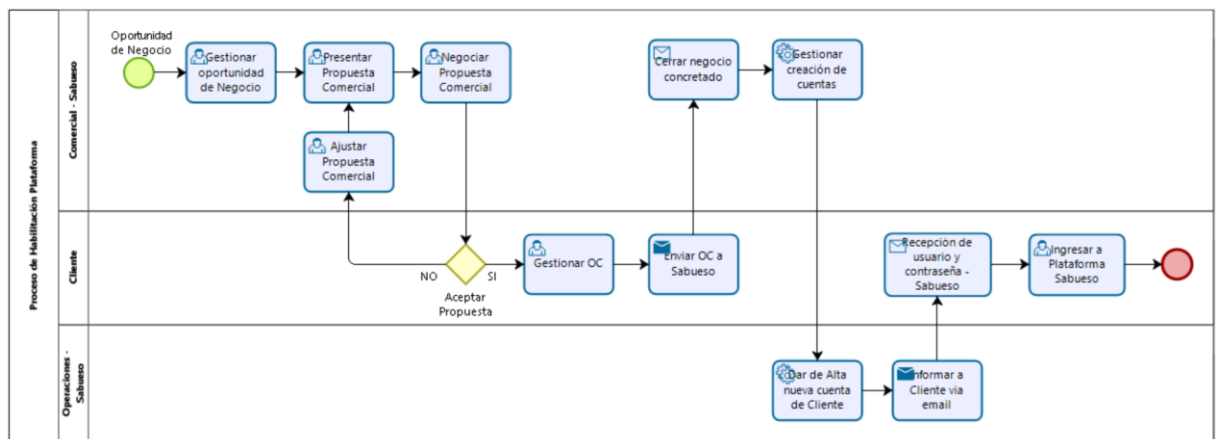 Proceso de Habilitación Plataforma
Comercial - Sabueso
Oportunidad
de Negocio
Gestionar
oportunidad
de Negocio
Presentar
Propuesta
Comercial
Negociar
Propuesta
Comercial
Cerrar negocio
concretado
Gestionar
creación de
cuentas
Ajustar
Propuesta
Comercial
Cliente
NO
SI
Aceptar
Propuesta
Gestionar OC
Enviar OC a
Sabueso
Recepción de
usuario y
contraseña -
Sabueso
Ingresar a
Plataforma
Sabueso
Operaciones -
Sabueso
Dar de Alta
nueva cuenta
de Cliente
Informar a
Cliente via
email